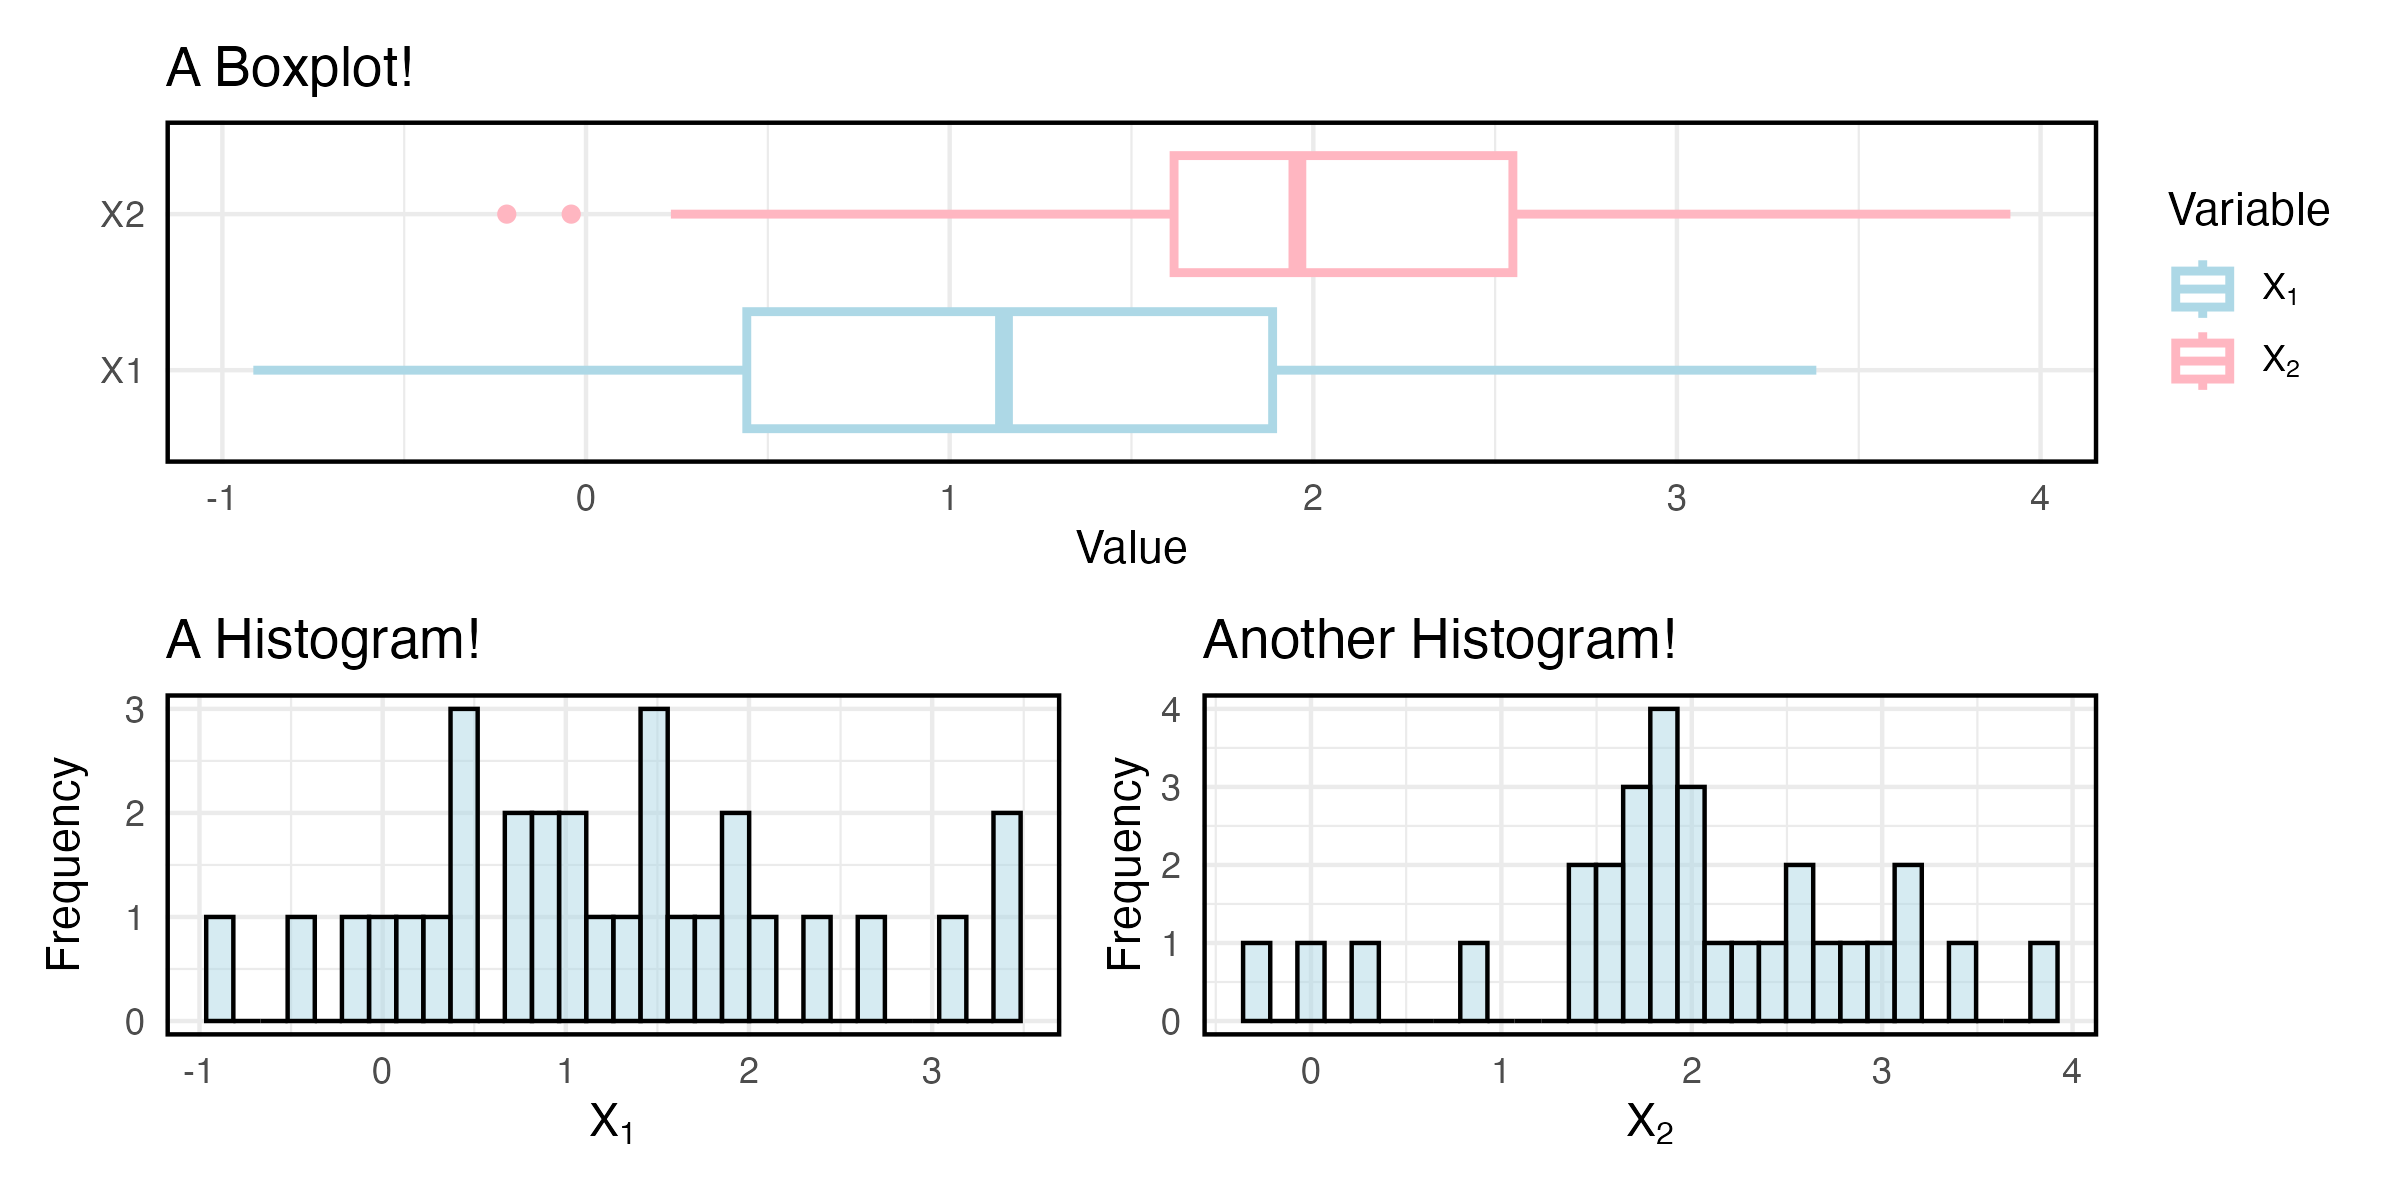 A Boxplot!
X2
X1
-1 0 1 2 3 4
Value
Variable
X₁
X₂
A Histogram!
Frequency
3
2
1
0
-1 0 1 2 3
X₁
Another Histogram!
Frequency
4
3
2
1
0
0 1 2 3 4
X₂